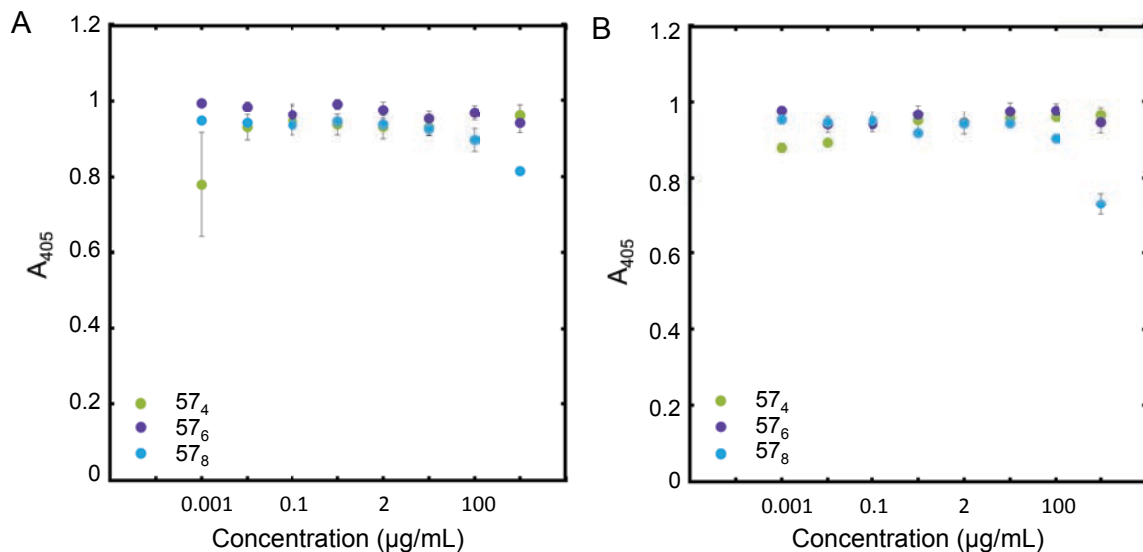 A
1.2
1
0.8
0.6
0.4
0.2
0
A₄₀₅
57₄
57₆
57₈
0.001 0.1 2 100
Concentration (µg/mL)
B
1.2
1
0.8
0.6
0.4
0.2
0
A₄₀₅
57₄
57₆
57₈
0.001 0.1 2 100
Concentration (µg/mL)